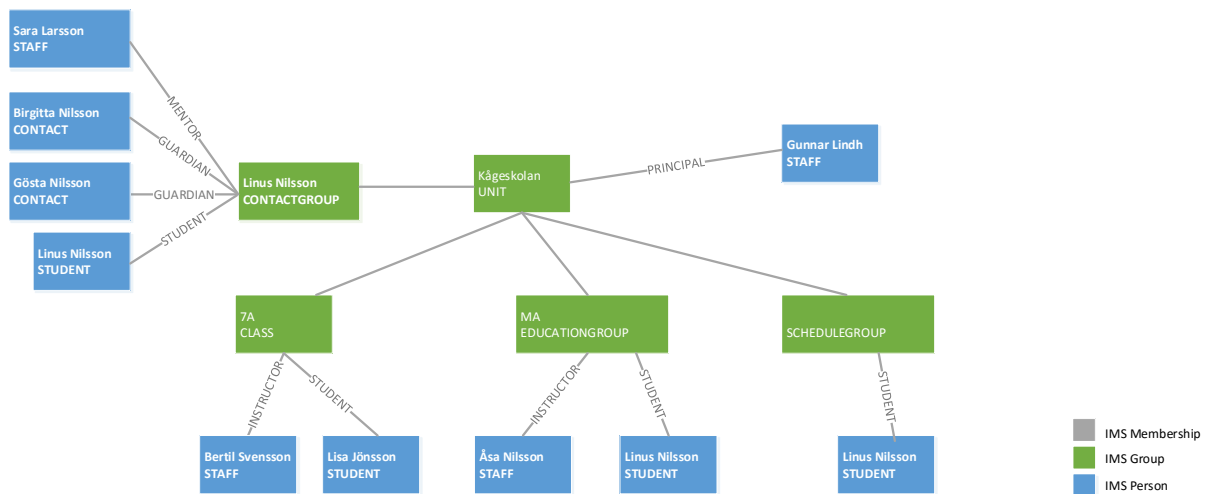 Sara Larsson
STAFF
Birgitta Nilsson
CONTACT
Gösta Nilsson
CONTACT
Linus Nilsson
STUDENT
MENTOR
GUARDIAN
GUARDIAN
STUDENT
Linus Nilsson
CONTACTGROUP
Kågeskolan
UNIT
PRINCIPAL
Gunnar Lindh
STAFF
7A
CLASS
MA
EDUCATIONGROUP
SCHEDULEGROUP
INSTRUCTOR
STUDENT
INSTRUCTOR
STUDENT
STUDENT
Bertil Svensson
STAFF
Lisa Jönsson
STUDENT
Åsa Nilsson
STAFF
Linus Nilsson
STUDENT
Linus Nilsson
STUDENT
IMS Membership
IMS Group
IMS Person